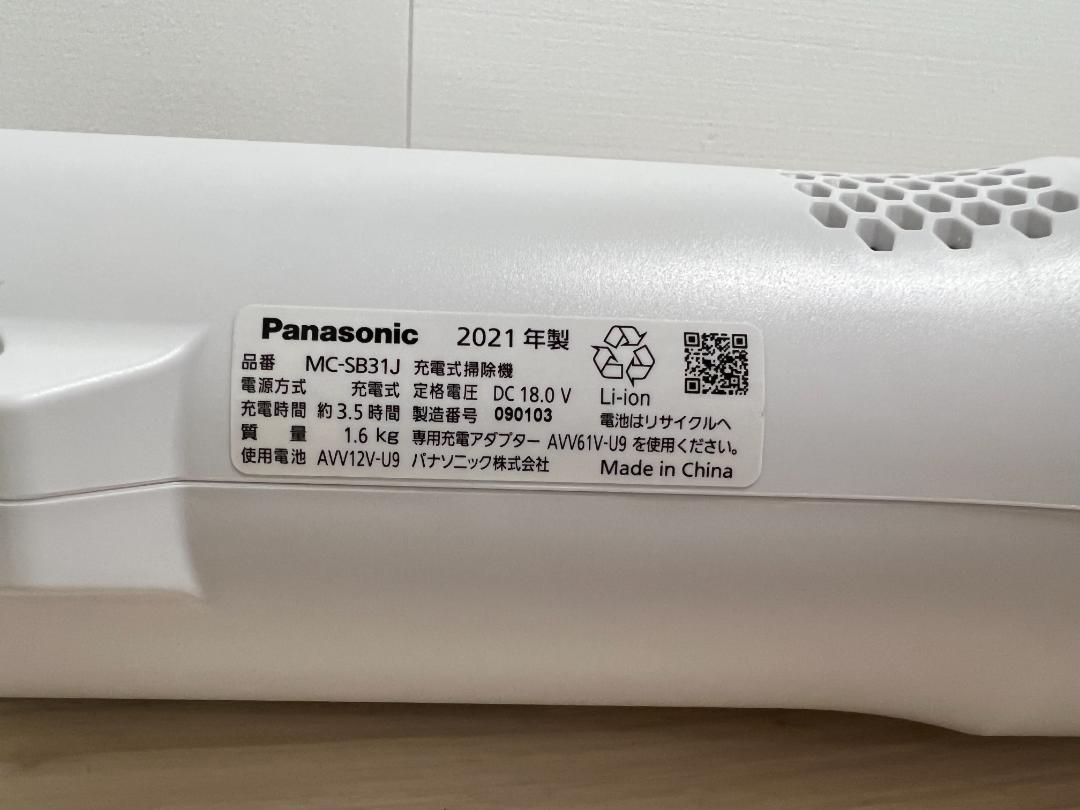 Panasonic 2021年製
品番 MC-SB31J 充電式掃除機
電源方式 充電式 定格電圧 DC 18.0 V Li-ion
充電時間 約3.5時間 製造番号 090103 電池はリサイクルへ
質量 1.6 kg 専用充電アダプター AVV61V-U9 を使用ください。
使用電池 AVV12V-U9 パナソニック株式会社 Made in China